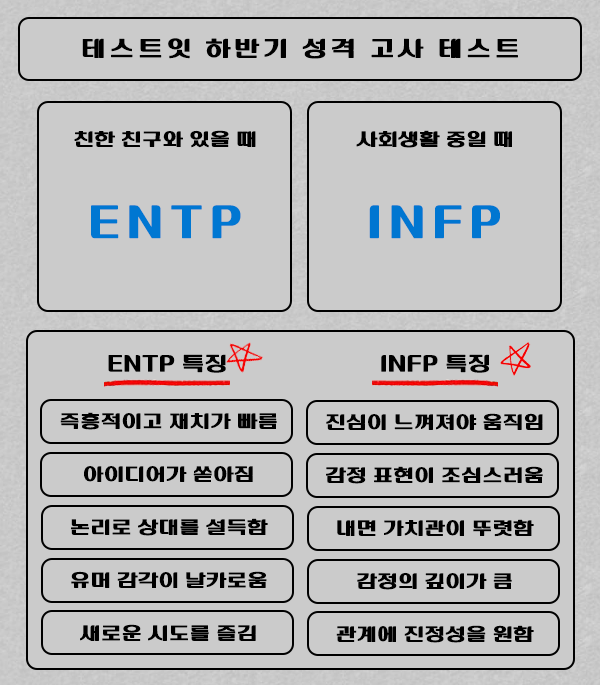 테스트잇 하반기 성격 고사 테스트
친한 친구와 있을 때
ENTP
사회생활 중일 때
INFP
ENTP 특징
즉흥적이고 재치가 빠름
아이디어가 쏟아짐
논리로 상대를 설득함
유머 감각이 날카로움
새로운 시도를 즐김
INFP 특징
진심이 느껴져야 움직임
감정 표현이 조심스러움
내면 가치관이 뚜렷함
감정의 깊이가 큼
관계에 진정성을 원함